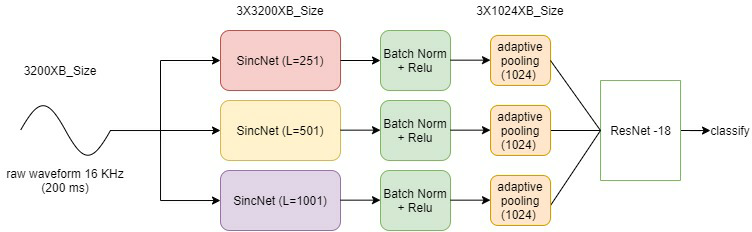 3X3200XB_Size
3X1024XB_Size
3200XB_Size
raw waveform 16 KHz
(200 ms)
SincNet (L=251)
Batch Norm
+ Relu
adaptive
pooling
(1024)
SincNet (L=501)
Batch Norm
+ Relu
adaptive
pooling
(1024)
SincNet (L=1001)
Batch Norm
+ Relu
adaptive
pooling
(1024)
ResNet -18
classify